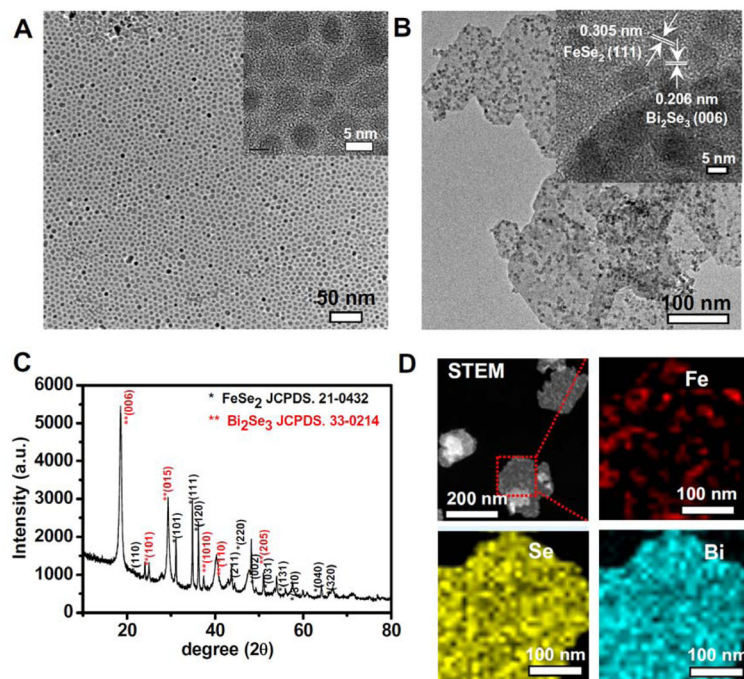 A
5 nm
50 nm
B
0.305 nm
FeSe2 (111)
0.206 nm
Bi2Se3 (006)
5 nm
100 nm
C
Intensity (a.u.)
6000
5000
4000
3000
2000
1000
0
* FeSe2 JCPDS. 21-0432
** Bi2Se3 JCPDS. 33-0214
**(006)
*(110)
**(101)
**(015)
*(101)
*(111)
*(120)
**(1010)
**(110)
*(211)
*(220)
*(002)
**(205)
*(031)
*(131)
*(310)
*(040)
*(320)
20
40
60
80
degree (2θ)
D
STEM
200 nm
Fe
100 nm
Se
100 nm
Bi
100 nm